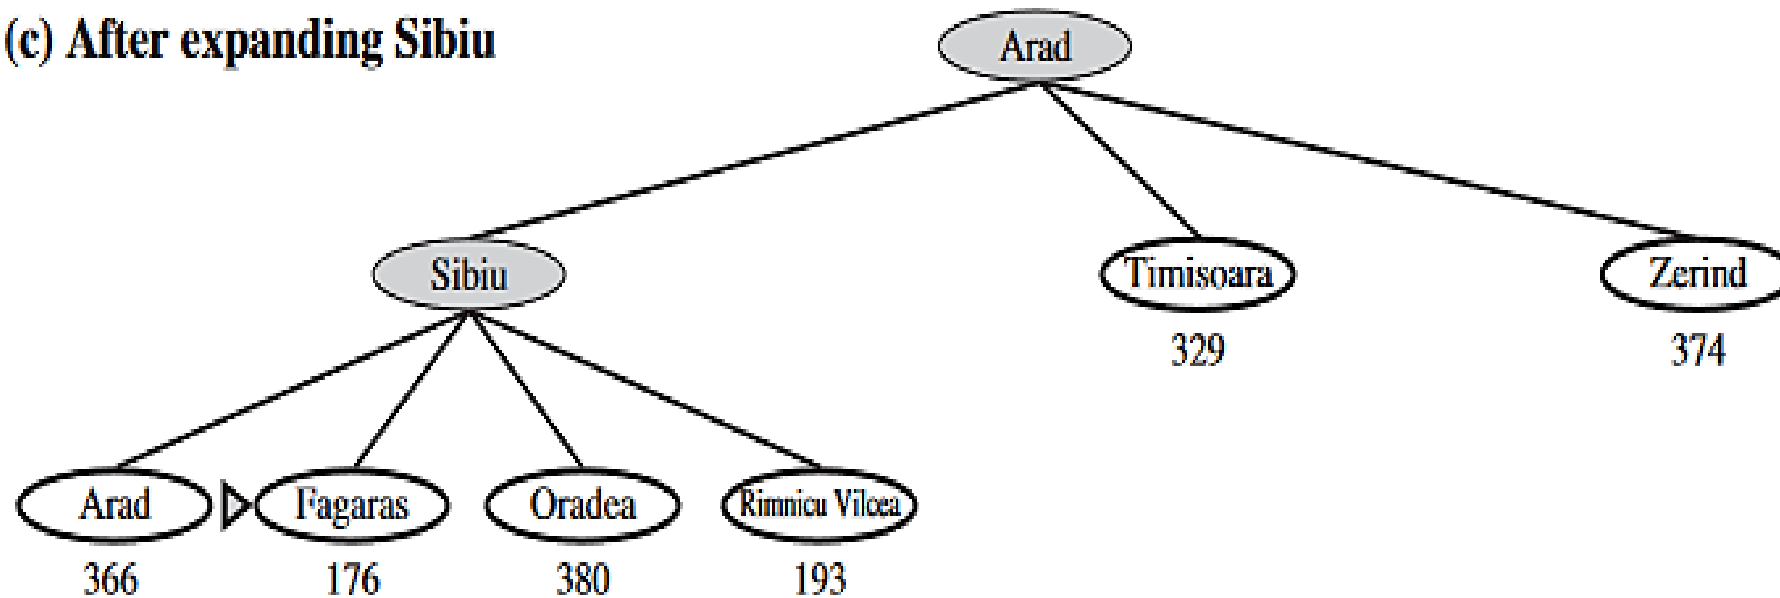 (c) After expanding Sibiu
Arad
Sibiu
Timisoara
Zerind
329
374
Arad
Fagaras
Oradea
Rimnicu Vilcea
366
176
380
193